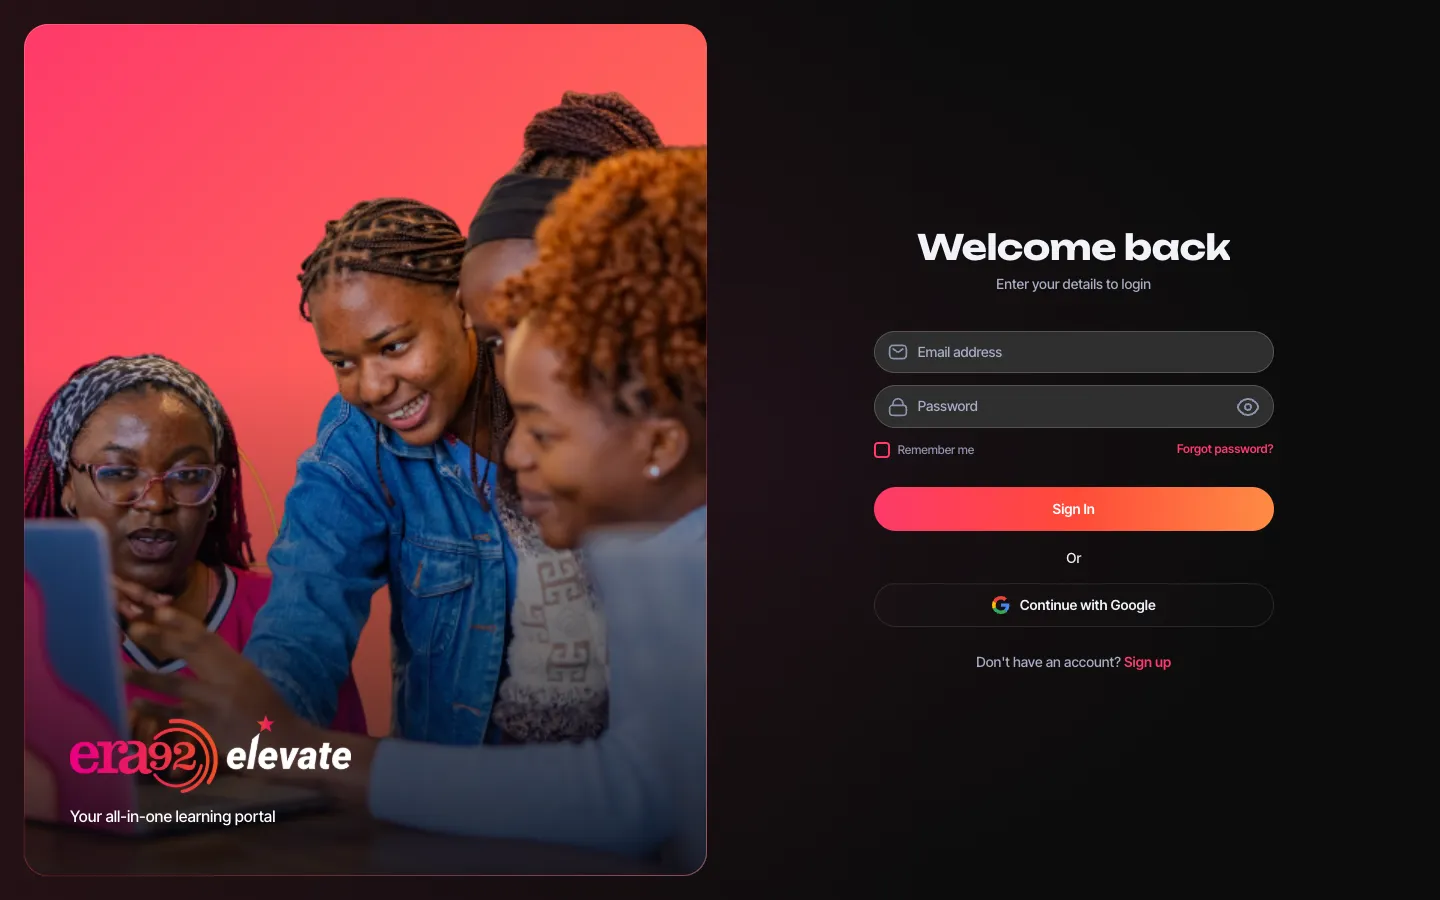 era92 elevate
Your all-in-one learning portal
Welcome back
Enter your details to login
Email address
Password
Remember me
Forgot password?
Sign In
Or
Continue with Google
Don't have an account? Sign up